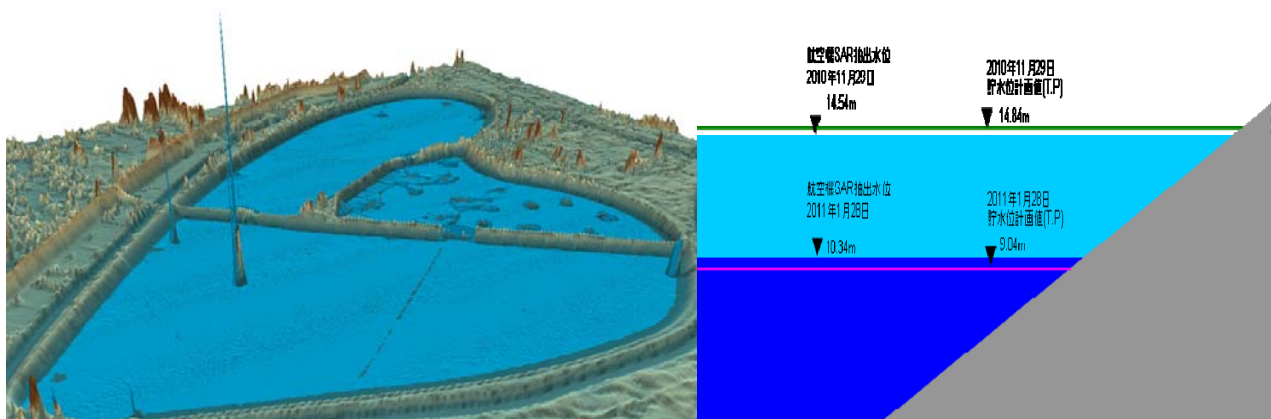 航空機SAR抽出水位
2010年11月29日
14.54m
2010年11月29日
貯水位計画値(T.P)
14.84m
航空機SAR抽出水位
2011年1月28日
10.34m
2011年1月28日
貯水位計画値(T.P)
9.04m